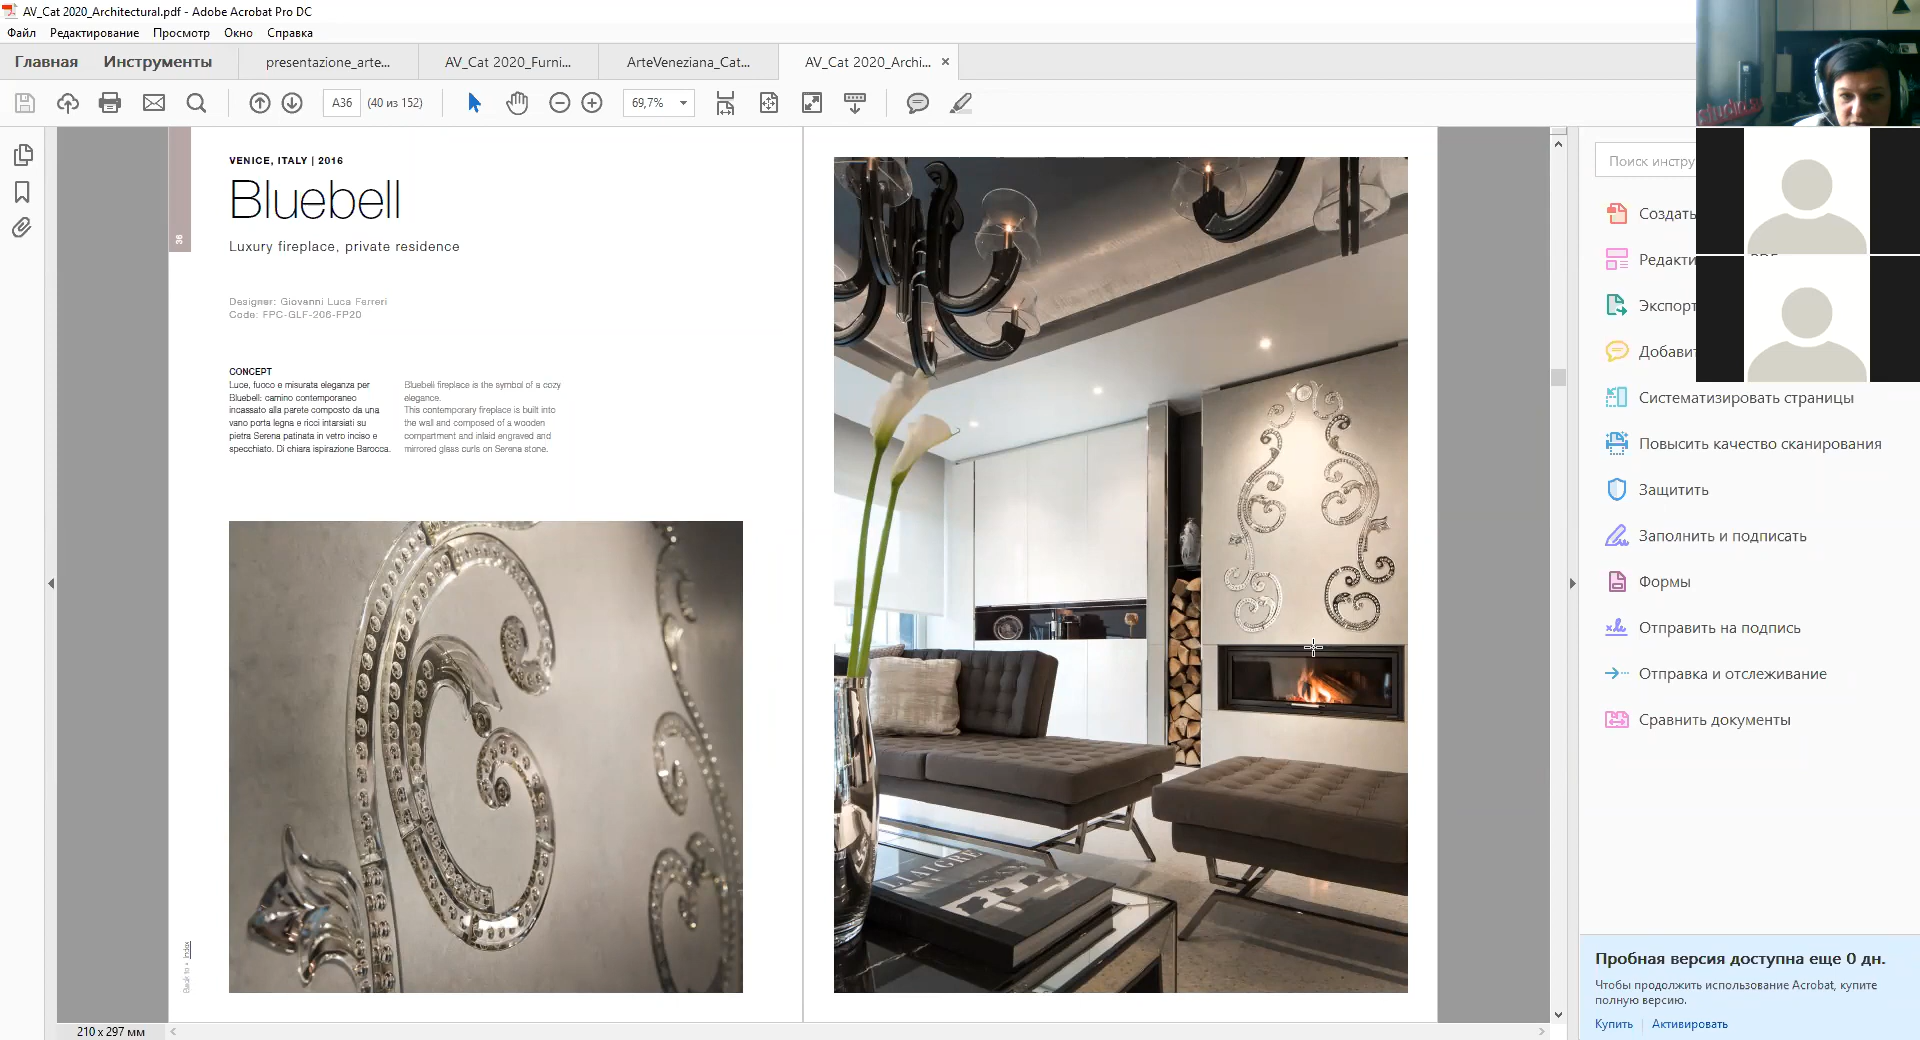 AV_Cat 2020_Architectural.pdf - Adobe Acrobat Pro DC
Файл Редактирование Просмотр Окно Справка
Главная Инструменты presentazione_arte... AV_Cat 2020_Furni... ArteVeneziana_Cat... AV_Cat 2020_Archi...
A36 (40 из 152) 69,7%
36
VENICE, ITALY | 2016
Bluebell
Luxury fireplace, private residence
Designer: Giovanni Luca Ferreri
Code: FPC-GLF-206-FP20
CONCEPT
Luce, fuoco e misurata eleganza per
Bluebell: camino contemporaneo
incassato alla parete composto da una
vano porta legna e ricci intarsiati su
pietra Serena patinata in vetro inciso e
specchiato. Di chiara ispirazione Barocca.
Bluebell fireplace is the symbol of a cozy
elegance.
This contemporary fireplace is built into
the wall and composed of a wooden
compartment and inlaid engraved and
mirrored glass curls on Serena stone.
Back to • Index
LIAIGRE
210 x 297 мм
Поиск инстру
Создать
Редакти
Экспорт
Добавит
Систематизировать страницы
Повысить качество сканирования
Защитить
Заполнить и подписать
Формы
Отправить на подпись
Отправка и отслеживание
Сравнить документы
Пробная версия доступна еще 0 дн.
Чтобы продолжить использование Acrobat, купите
полную версию.
Купить Активировать